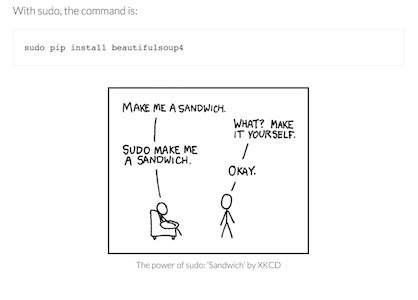 With sudo, the command is:
sudo pip install beautifulsoup4
MAKE ME A SANDWICH.
WHAT? MAKE
IT YOURSELF.
SUDO MAKE ME
A SANDWICH.
OKAY.
The power of sudo: 'Sandwich' by XKCD